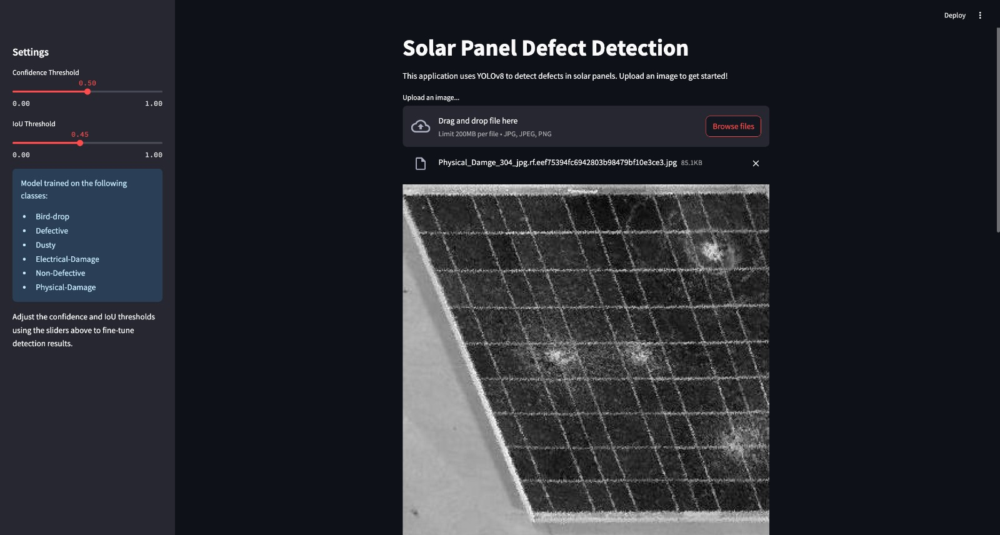 Deploy
Settings
Confidence Threshold
0.50
0.00 1.00
IoU Threshold
0.45
0.00 1.00
Model trained on the following
classes:
• Bird-drop
• Defective
• Dusty
• Electrical-Damage
• Non-Defective
• Physical-Damage
Adjust the confidence and IoU thresholds
using the sliders above to fine-tune
detection results.
Solar Panel Defect Detection
This application uses YOLOv8 to detect defects in solar panels. Upload an image to get started!
Upload an image...
Drag and drop file here
Limit 200MB per file • JPG, JPEG, PNG
Browse files
Physical_Damge_304_jpg.rf.eef75394fc6942803b98479bf10e3ce3.jpg 85.1KB